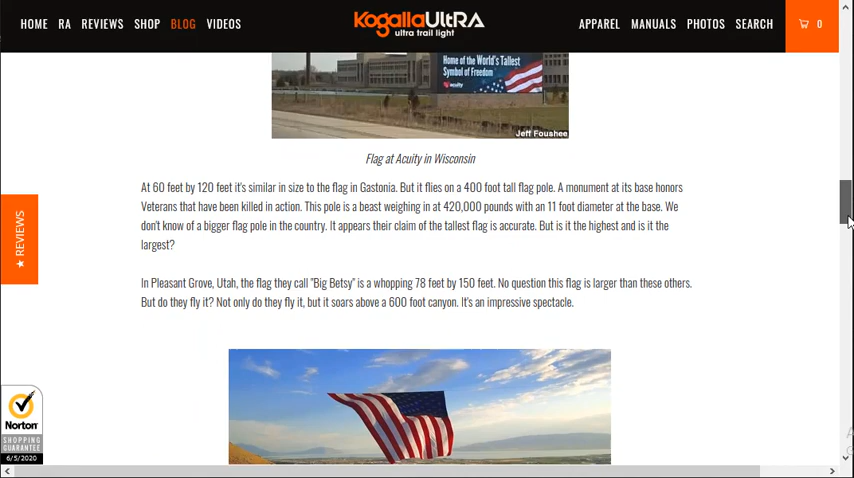 HOME RA REVIEWS SHOP BLOG VIDEOS
KogallaUltRA
ultra trail light
APPAREL MANUALS PHOTOS SEARCH 0
Home of the World's Tallest
Symbol of Freedom
acuity
Jeff Foushee
Flag at Acuity in Wisconsin
At 60 feet by 120 feet it's similar in size to the flag in Gastonia. But it flies on a 400 foot tall flag pole. A monument at its base honors
Veterans that have been killed in action. This pole is a beast weighing in at 420,000 pounds with an 11 foot diameter at the base. We
don't know of a bigger flag pole in the country. It appears their claim of the tallest flag is accurate. But is it the highest and is it the
largest?
★ REVIEWS
In Pleasant Grove, Utah, the flag they call "Big Betsy" is a whopping 78 feet by 150 feet. No question this flag is larger than these others.
But do they fly it? Not only do they fly it, but it soars above a 600 foot canyon. It's an impressive spectacle.
Norton
SHOPPING
GUARANTEE
6/5/2020